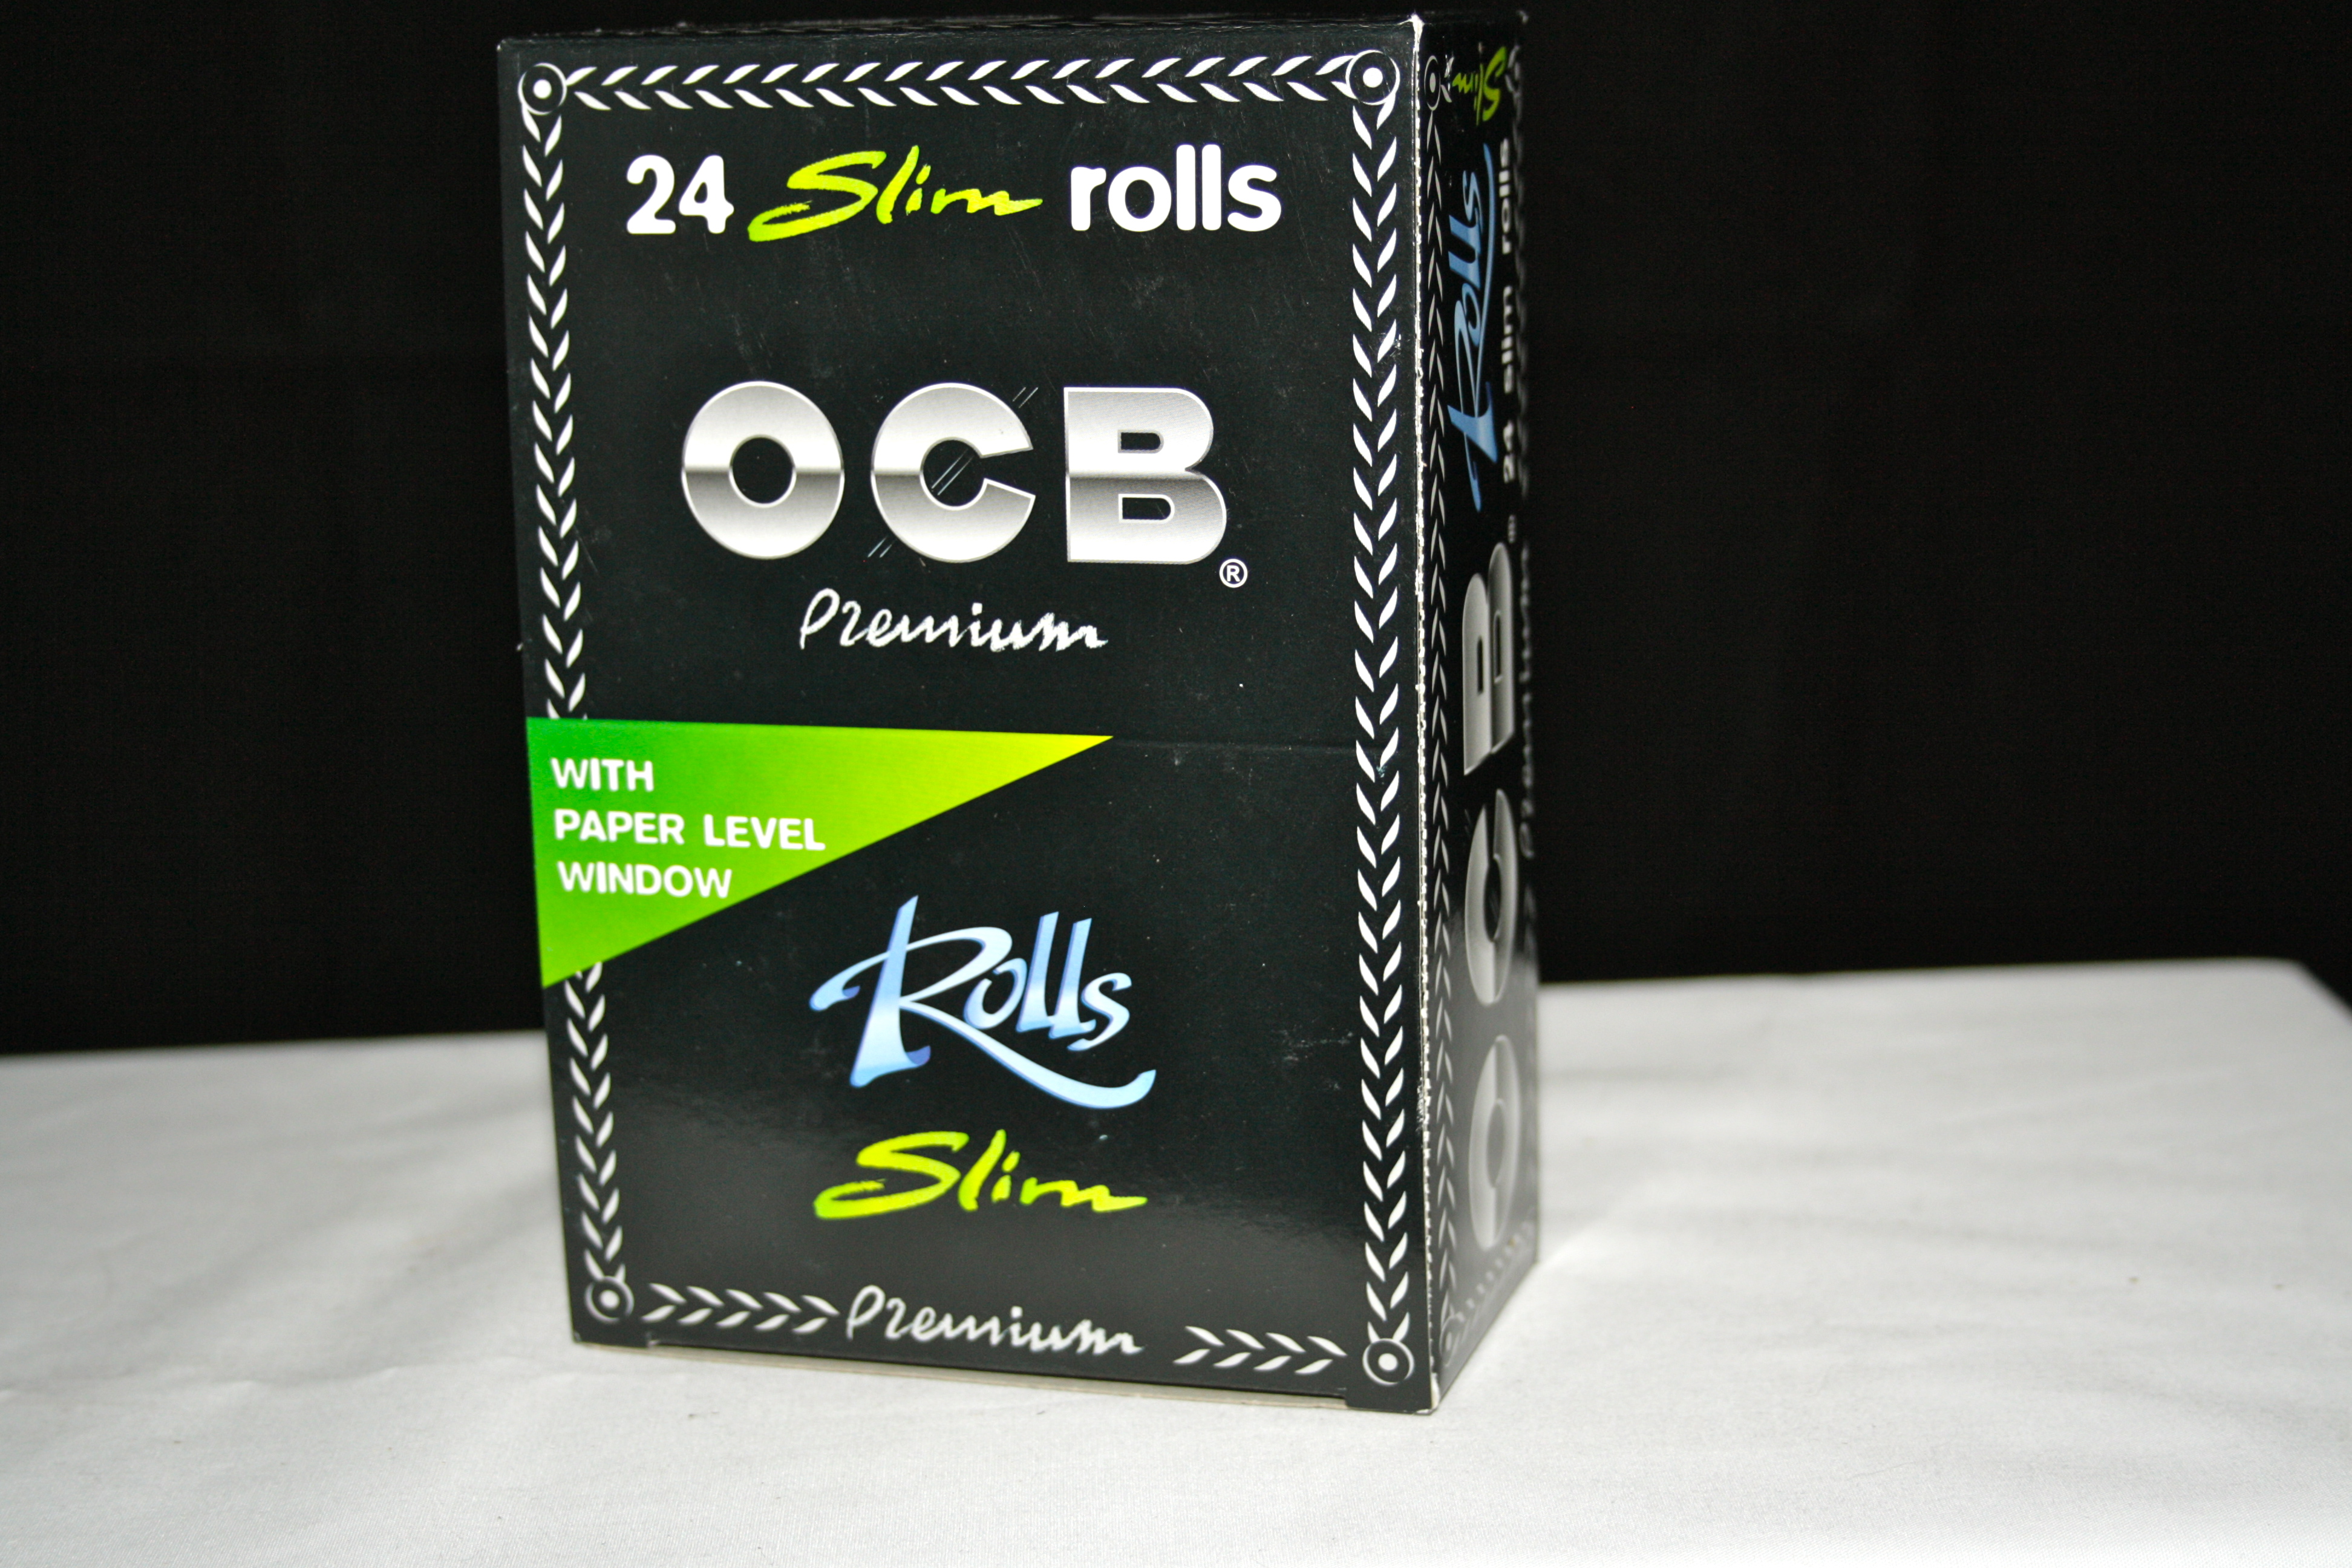 24 Slim rolls
OCB®
Premium
WITH
PAPER LEVEL
WINDOW
Rolls
Slim
Premium
Slim
Rolls
24 slim rolls
OCB®
Premium